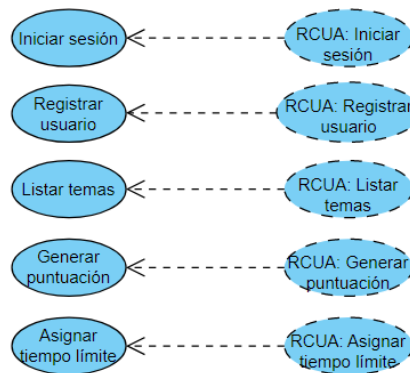 Iniciar sesión
RCUA: Iniciar
sesión
Registrar
usuario
RCUA: Registrar
usuario
Listar temas
RCUA: Listar
temas
Generar
puntuación
RCUA: Generar
puntuación
Asignar
tiempo límite
RCUA: Asignar
tiempo límite